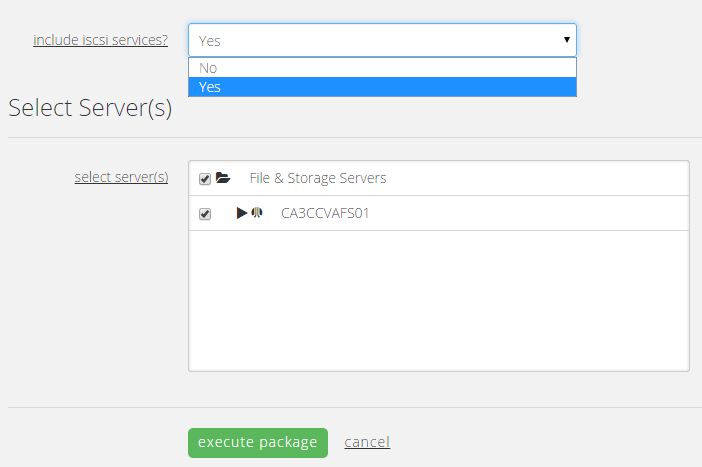 include iscsi services?
Yes
No
Yes
Select Server(s)
select server(s)
File & Storage Servers
CA3CCVAFS01
execute package
cancel